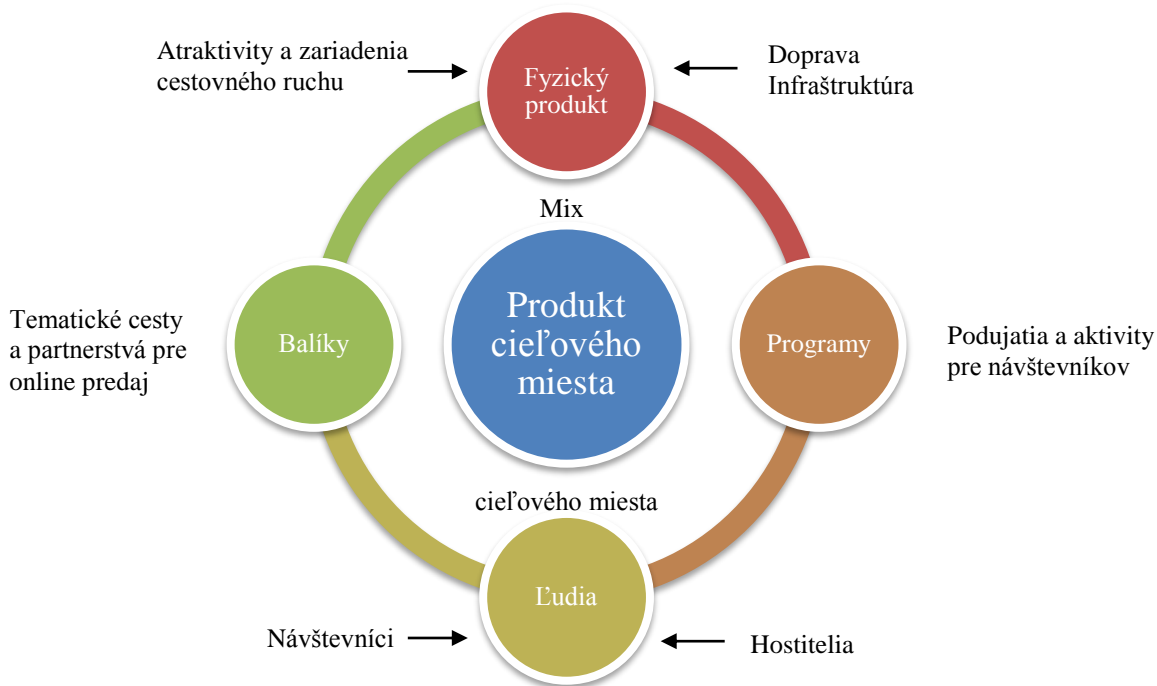 Atraktivity a zariadenia
cestovného ruchu
Fyzický
produkt
Doprava
Infraštruktúra
Mix
Tematické cesty
a partnerstvá pre
online predaj
Balíky
Produkt
cieľového
miesta
Programy
Podujatia a aktivity
pre návštevníkov
cieľového miesta
Ľudia
Návštevníci
Hostitelia